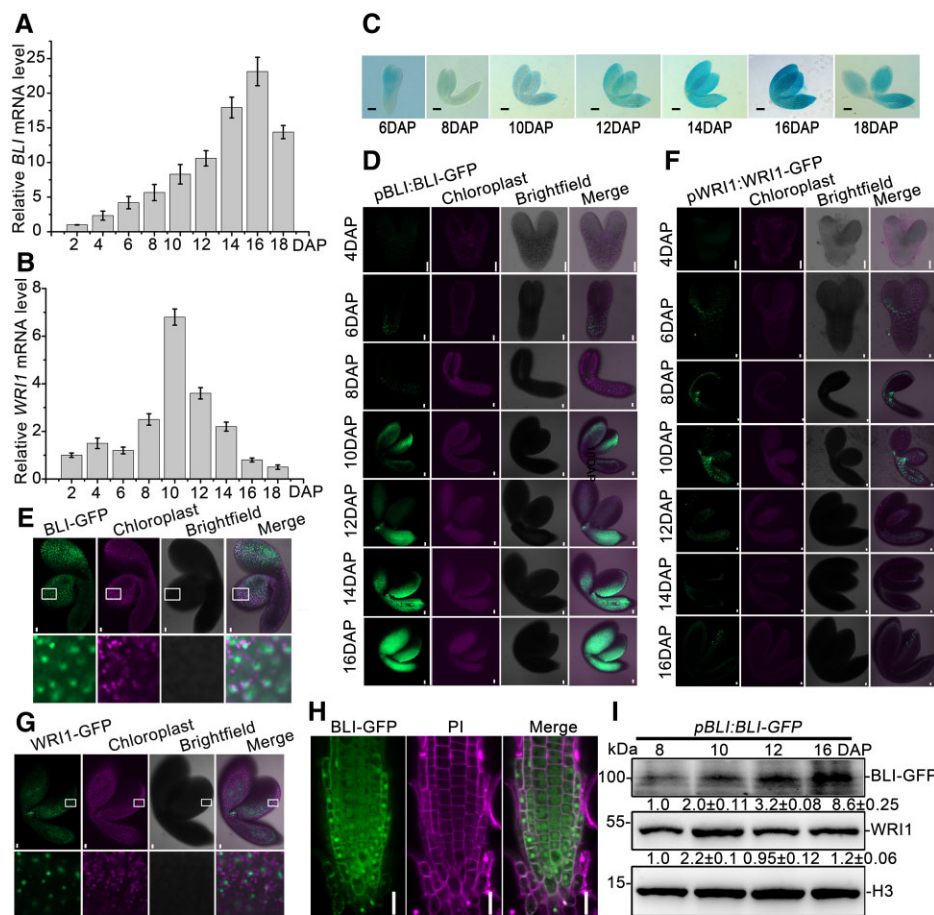 A
Relative BLI mRNA level
25
20
15
10
5
0
2 4 6 8 10 12 14 16 18 DAP
B
Relative WRI1 mRNA level
8
6
4
2
0
2 4 6 8 10 12 14 16 18 DAP
C
6DAP 8DAP 10DAP 12DAP 14DAP 16DAP 18DAP
D
pBLI:BLI-GFP Chloroplast Brightfield Merge
4DAP
6DAP
8DAP
10DAP
12DAP
14DAP
16DAP
F
pWRI1:WRI1-GFP Chloroplast Brightfield Merge
4DAP
6DAP
8DAP
10DAP
12DAP
14DAP
16DAP
E
BLI-GFP Chloroplast Brightfield Merge
G
WRI1-GFP Chloroplast Brightfield Merge
H
BLI-GFP PI Merge
I
pBLI:BLI-GFP
kDa 8 10 12 16 DAP
100 -BLI-GFP
1.0 2.0±0.11 3.2±0.08 8.6±0.25
55 -WRI1
1.0 2.2±0.1 0.95±0.12 1.2±0.06
15 -H3